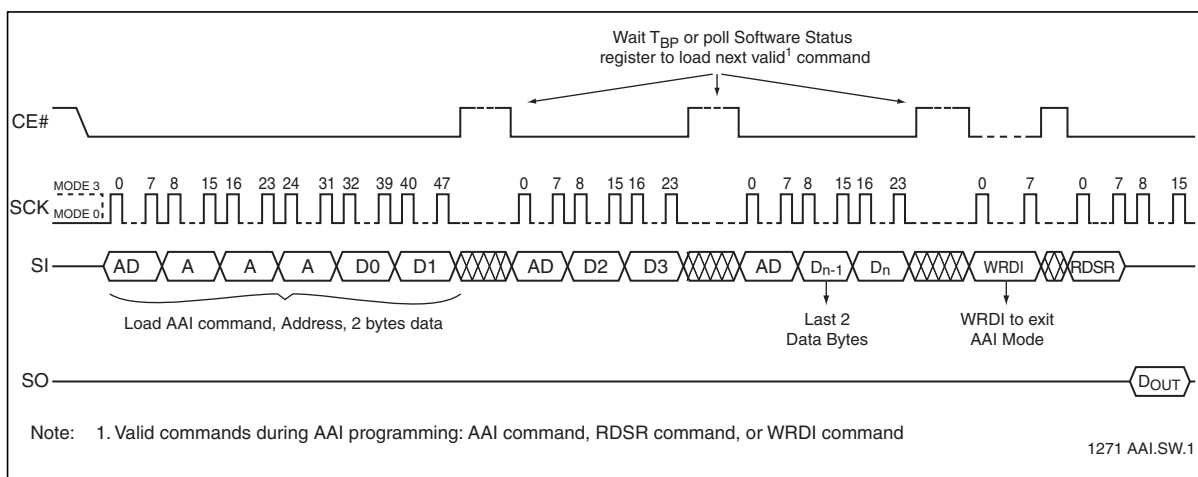 Wait TBP or poll Software Status
register to load next valid1 command
CE#
MODE 3
0 7 8 15 16 23 24 31 32 39 40 47 0 7 8 15 16 23 0 7 8 15 16 23 0 7 0 7 8 15
SCK
MODE 0
SI AD A A A D0 D1 AD D2 D3 AD Dn-1 Dn WRDI RDSR
Load AAI command, Address, 2 bytes data
Last 2
Data Bytes
WRDI to exit
AAI Mode
SO
DOUT
Note: 1. Valid commands during AAI programming: AAI command, RDSR command, or WRDI command
1271 AAI.SW.1